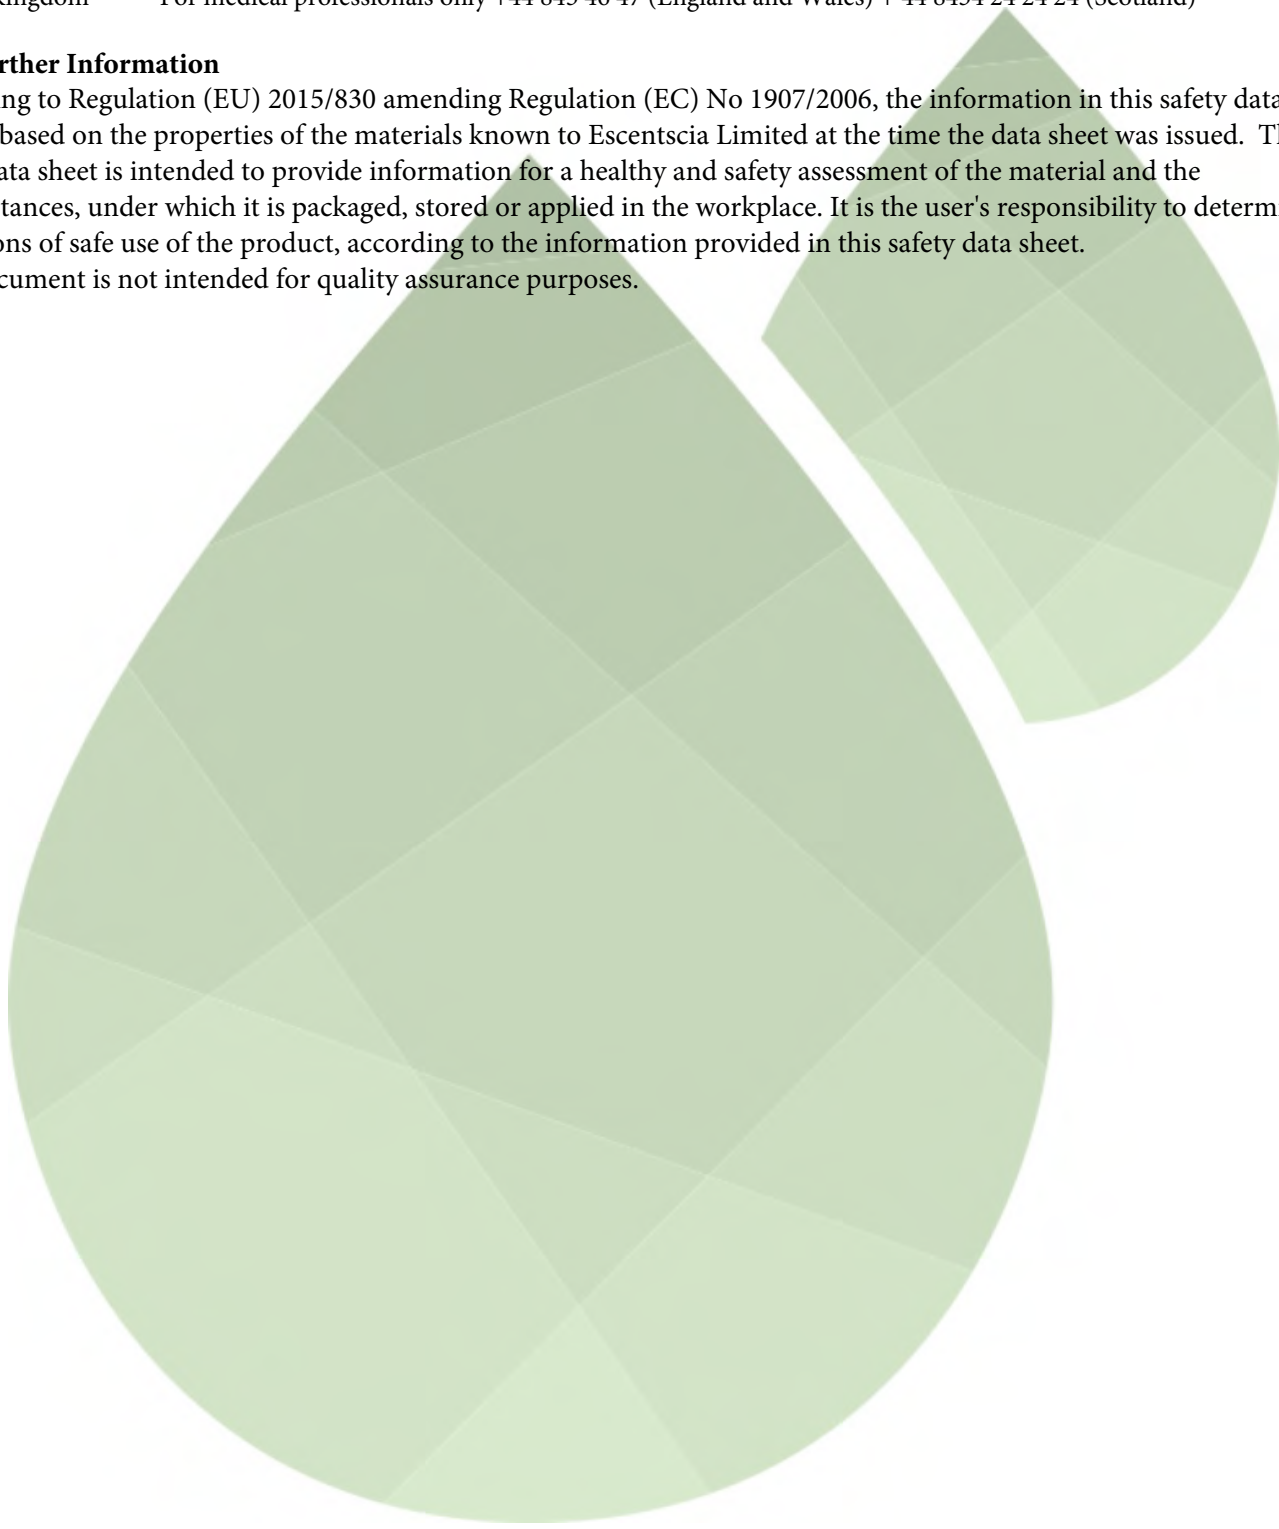 Kingdom For medical professionals only +44 845 46 47 (England and Wales) + 44 8454 24 24 24 (Scotland)
rther Information
ng to Regulation (EU) 2015/830 amending Regulation (EC) No 1907/2006, the information in this safety data
based on the properties of the materials known to Escentscia Limited at the time the data sheet was issued. Th
ata sheet is intended to provide information for a healthy and safety assessment of the material and the
tances, under which it is packaged, stored or applied in the workplace. It is the user's responsibility to determi
ons of safe use of the product, according to the information provided in this safety data sheet.
cument is not intended for quality assurance purposes.